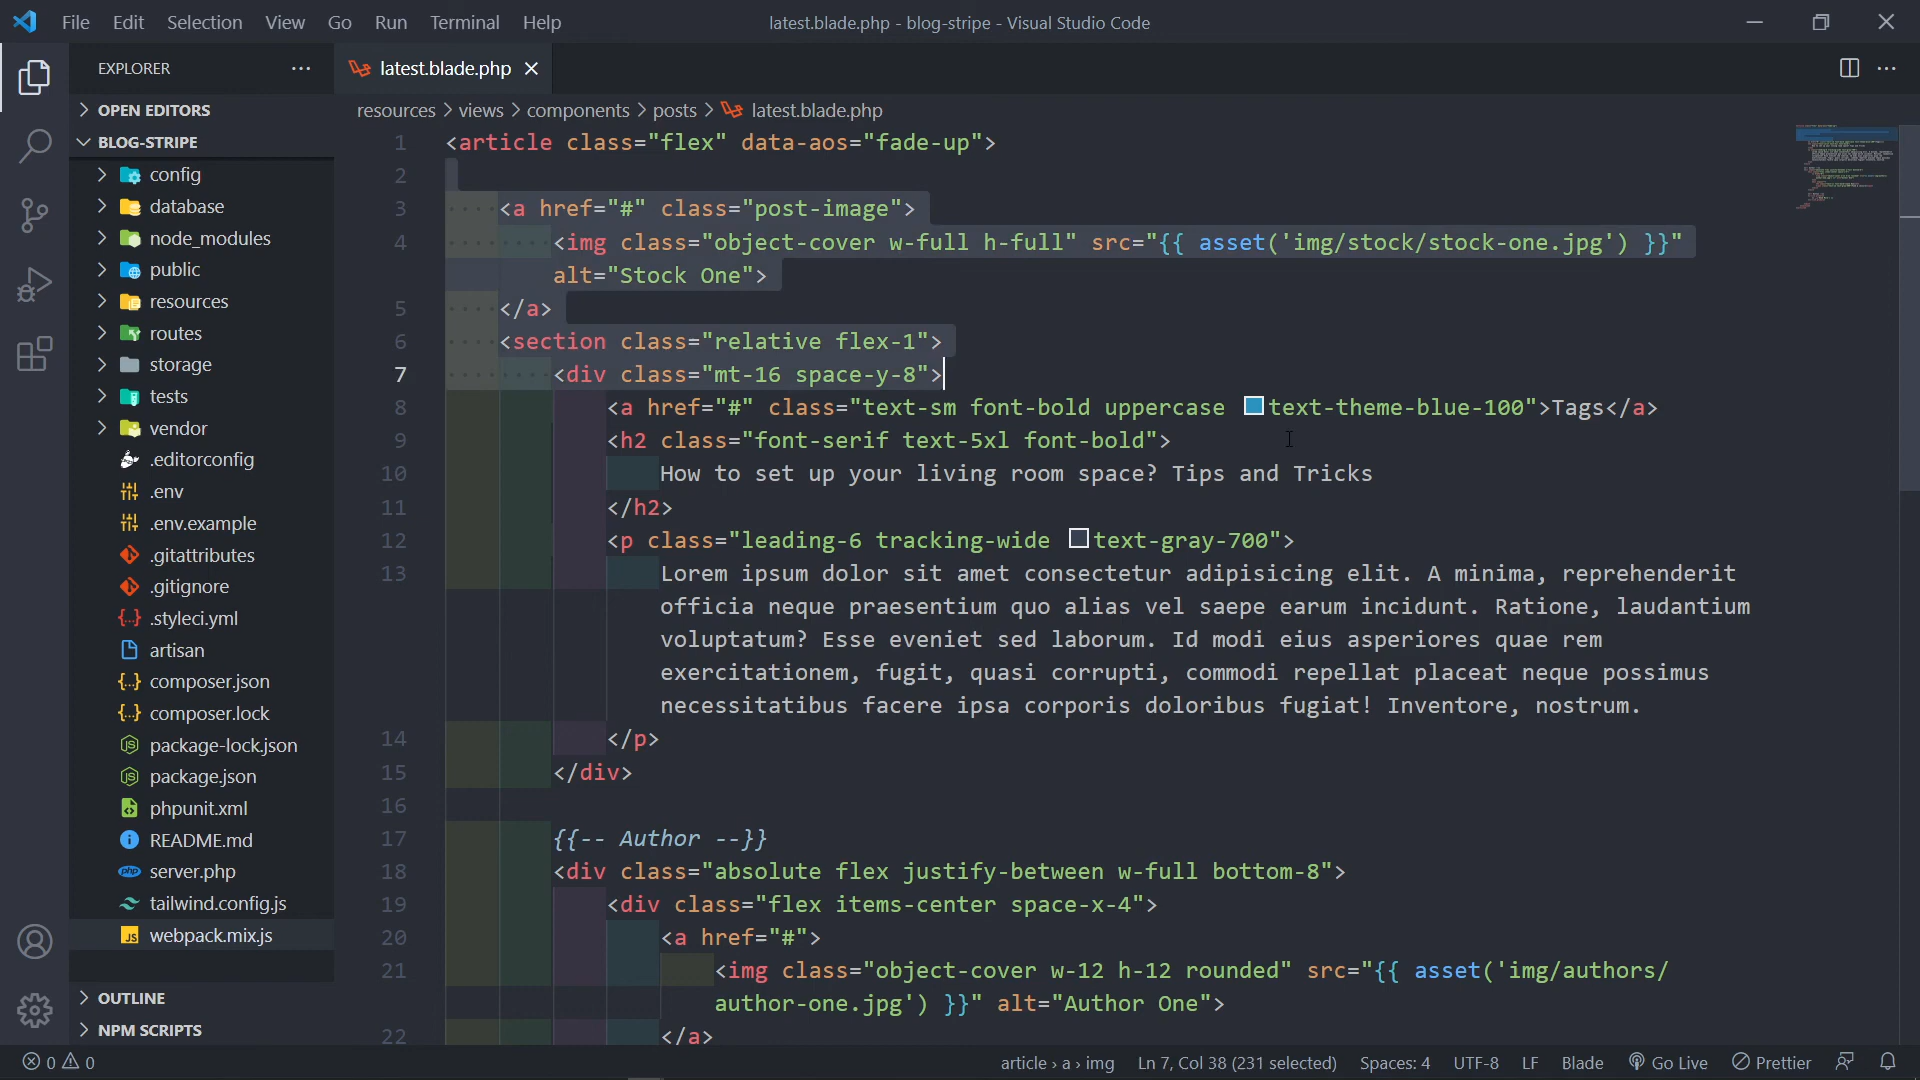 File Edit Selection View Go Run Terminal Help
latest.blade.php - blog-stripe - Visual Studio Code
EXPLORER
latest.blade.php
OPEN EDITORS
BLOG-STRIPE
config
database
node_modules
public
resources
routes
storage
tests
vendor
.editorconfig
.env
.env.example
.gitattributes
.gitignore
.styleci.yml
artisan
composer.json
composer.lock
package-lock.json
package.json
phpunit.xml
README.md
server.php
tailwind.config.js
webpack.mix.js
OUTLINE
NPM SCRIPTS
resources > views > components > posts > latest.blade.php
1 <article class="flex" data-aos="fade-up">
2
3 <a href="#" class="post-image">
4 <img class="object-cover w-full h-full" src="{{ asset('img/stock/stock-one.jpg') }}"
alt="Stock One">
5 </a>
6 <section class="relative flex-1">
7 <div class="mt-16 space-y-8">
8 <a href="#" class="text-sm font-bold uppercase text-theme-blue-100">Tags</a>
9 <h2 class="font-serif text-5xl font-bold">
10 How to set up your living room space? Tips and Tricks
11 </h2>
12 <p class="leading-6 tracking-wide text-gray-700">
13 Lorem ipsum dolor sit amet consectetur adipisicing elit. A minima, reprehenderit
officia neque praesentium quo alias vel saepe earum incidunt. Ratione, laudantium
voluptatum? Esse eveniet sed laborum. Id modi eius asperiores quae rem
exercitationem, fugit, quasi corrupti, commodi repellat placeat neque possimus
necessitatibus facere ipsa corporis doloribus fugiat! Inventore, nostrum.
14 </p>
15 </div>
16
17 {{-- Author --}}
18 <div class="absolute flex justify-between w-full bottom-8">
19 <div class="flex items-center space-x-4">
20 <a href="#">
21 <img class="object-cover w-12 h-12 rounded" src="{{ asset('img/authors/
author-one.jpg') }}" alt="Author One">
22 </a>
0 0
article > a > img
Ln 7, Col 38 (231 selected)
Spaces: 4
UTF-8
LF
Blade
Go Live
Prettier